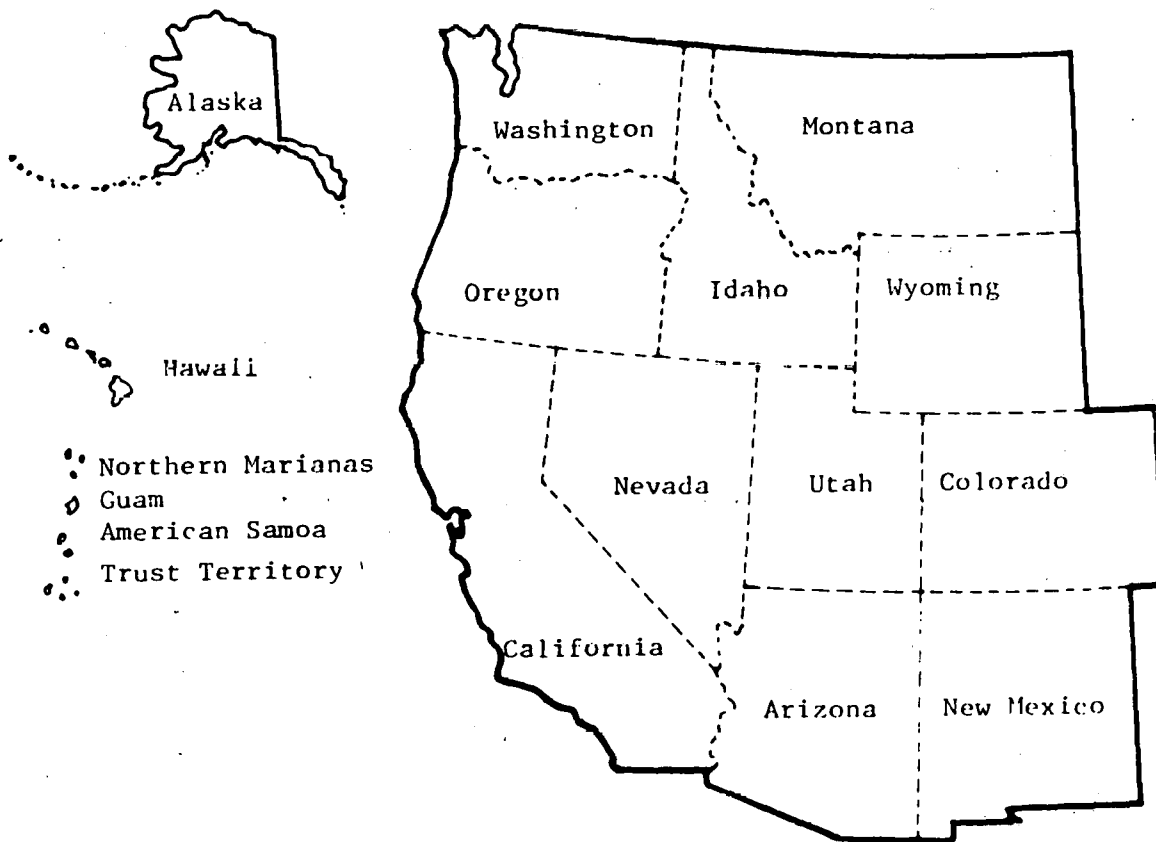 Alaska
Washington
Montana
Oregon
Idaho
Wyoming
Hawaii
Northern Marianas
Guam
American Samoa
Trust Territory
Nevada
Utah
Colorado
California
Arizona
New Mexico